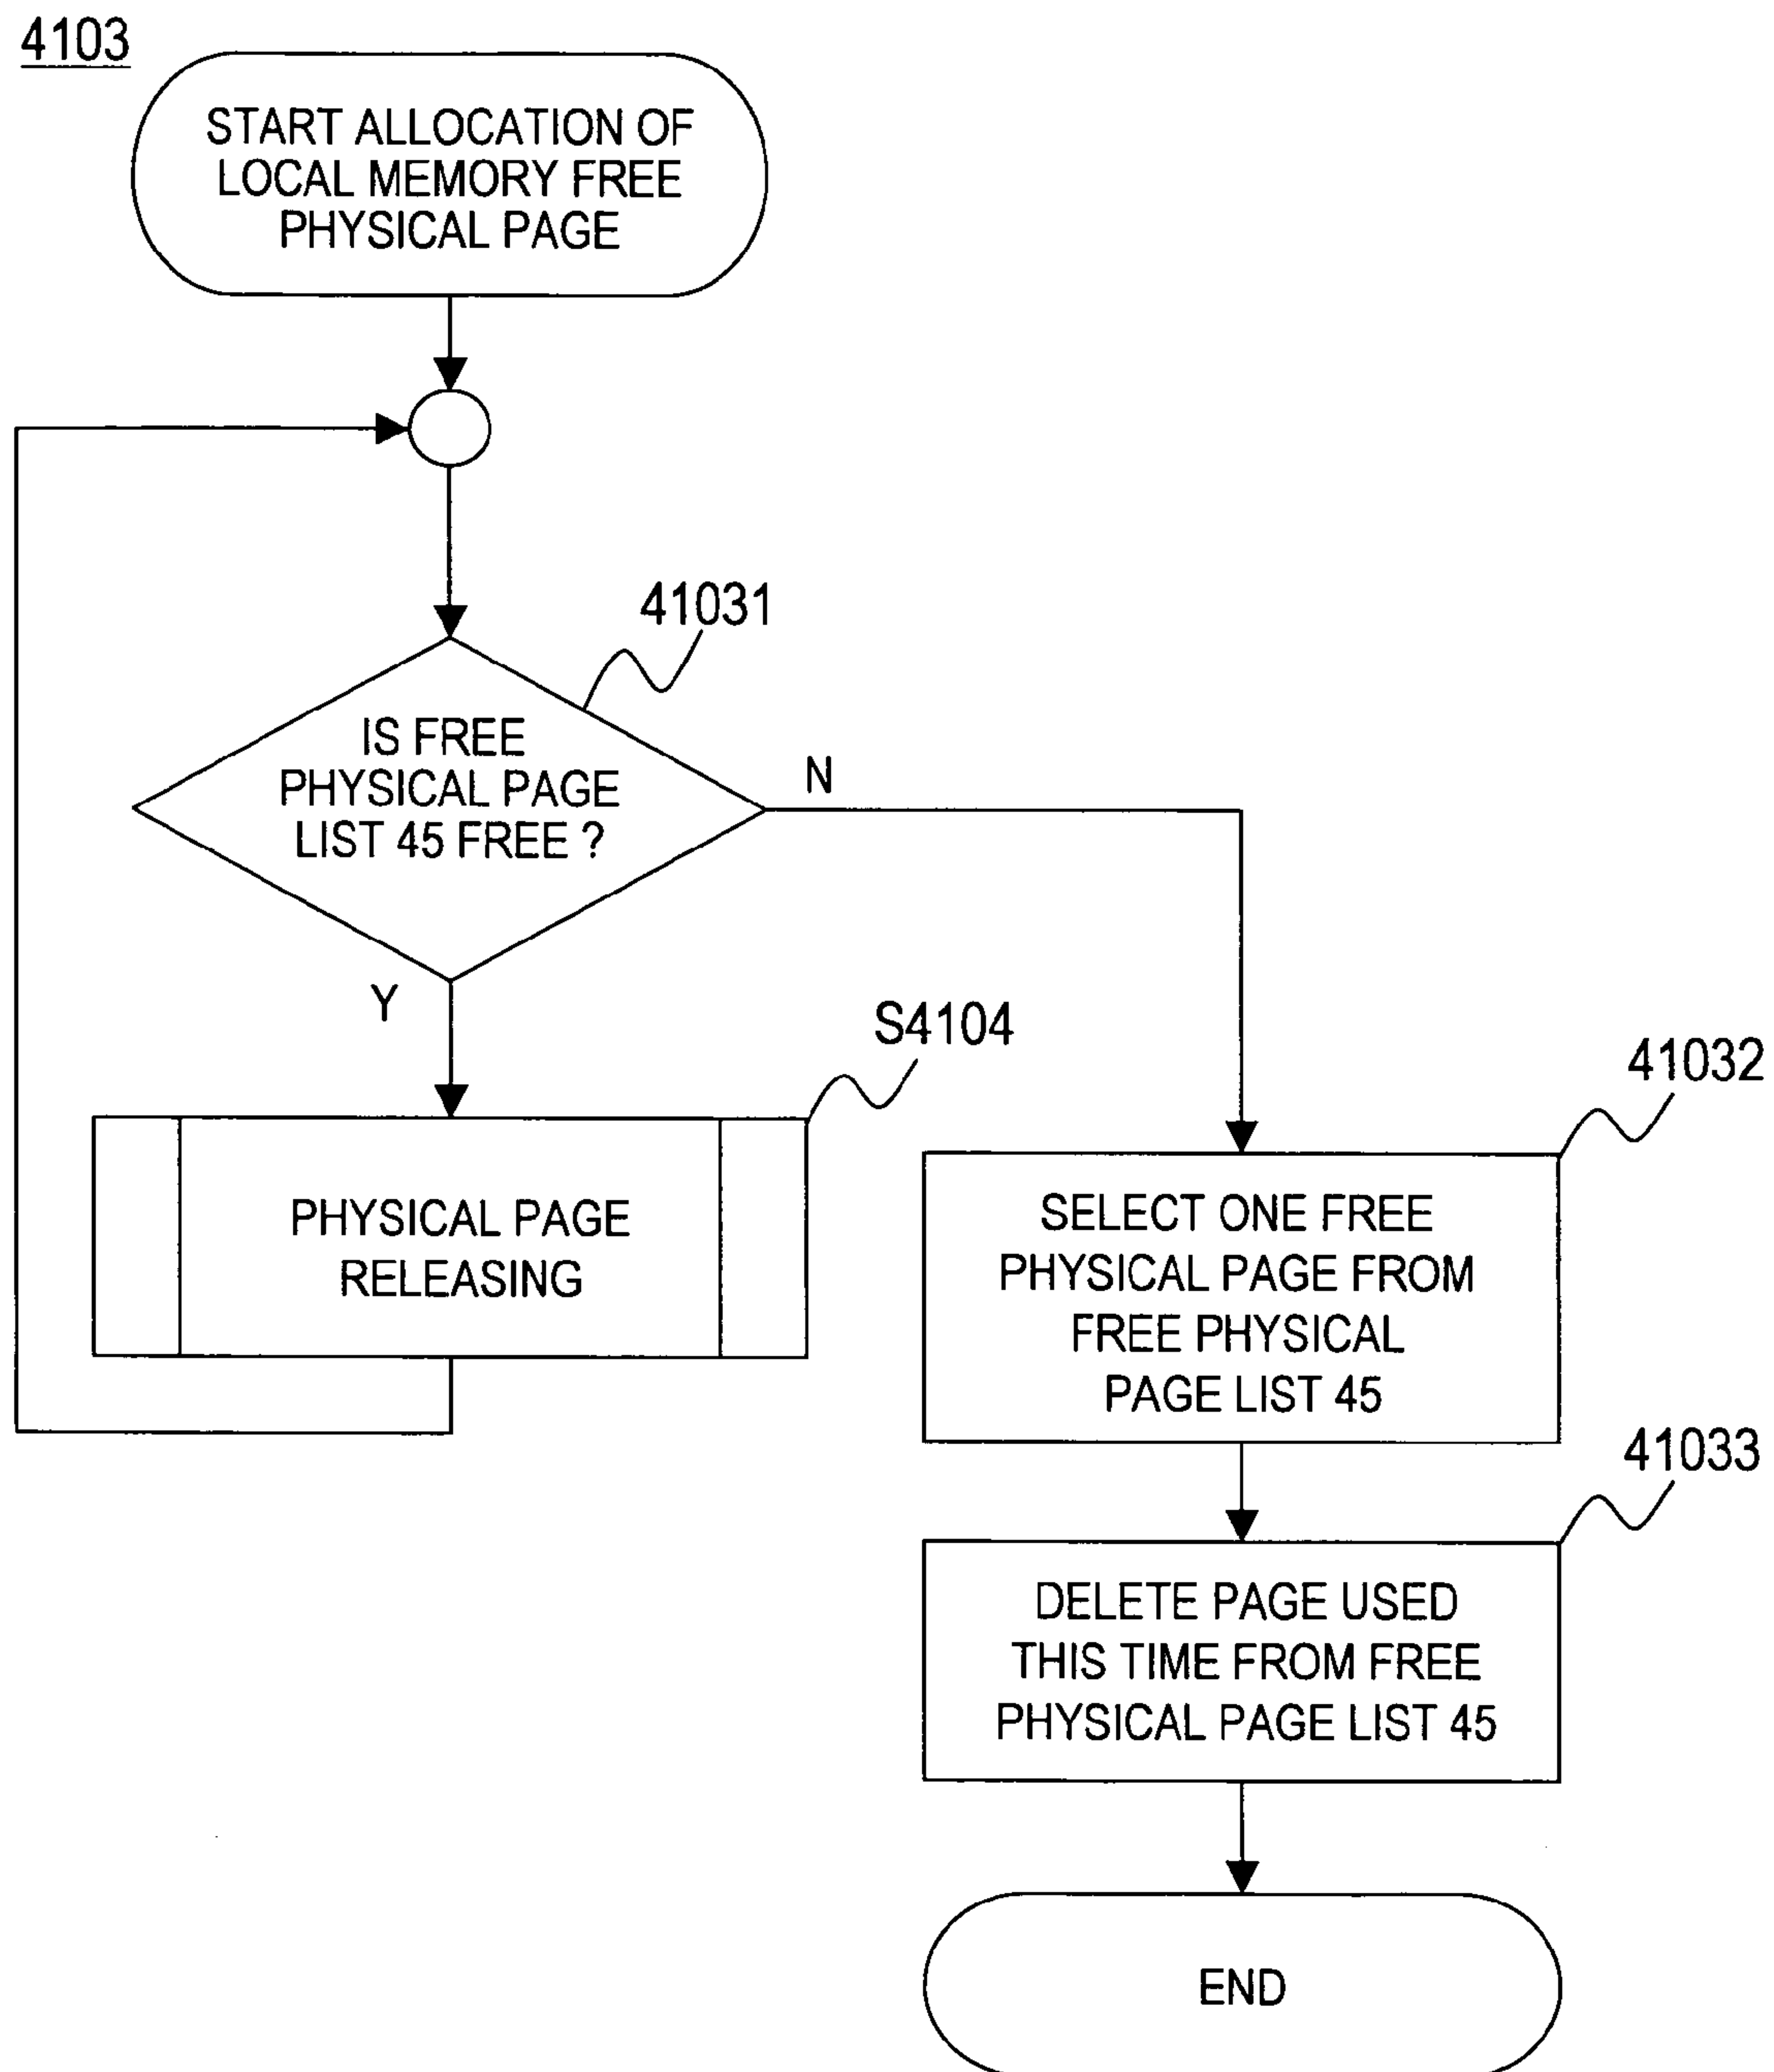 4103
START ALLOCATION OF
LOCAL MEMORY FREE
PHYSICAL PAGE
41031
IS FREE
PHYSICAL PAGE
LIST 45 FREE ?
N
Y
S4104
PHYSICAL PAGE
RELEASING
41032
SELECT ONE FREE
PHYSICAL PAGE FROM
FREE PHYSICAL
PAGE LIST 45
41033
DELETE PAGE USED
THIS TIME FROM FREE
PHYSICAL PAGE LIST 45
END